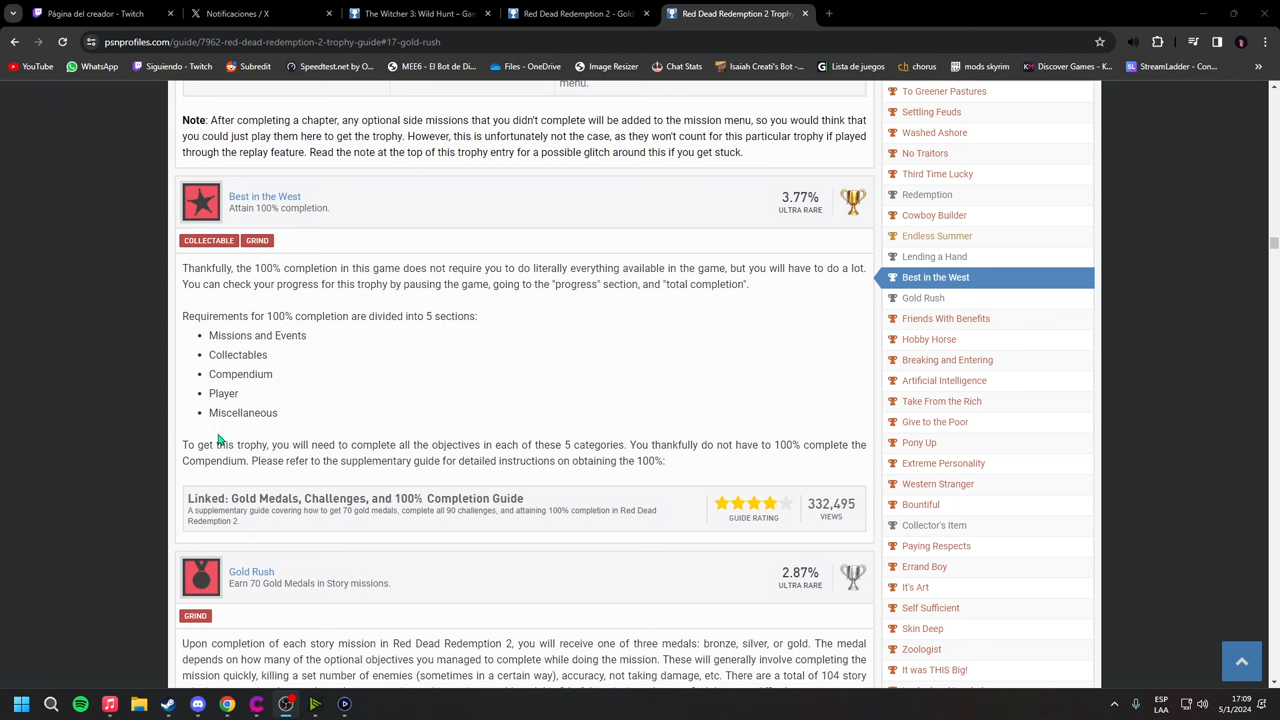 Página del creador - Twitch
Notificaciones / X
The Witcher 3: Wild Hunt – Gan
Red Dead Redemption 2 - Gold
Red Dead Redemption 2 Trophy
psnprofiles.com/guide/7962-red-dead-redemption-2-trophy-guide#17-gold-rush
YouTube
WhatsApp
Siguiendo - Twitch
Subredit
Speedtest.net by O...
MEE6 - El Bot de Di...
Files - OneDrive
Image Resizer
Chat Stats
Isaiah Creati's Bot -...
Lista de juegos
chorus
mods skyrim
Discover Games - K...
StreamLadder - Con...
menu.
Note: After completing a chapter, any optional side missions that you didn't complete will be added to the mission menu, so you would think that
you could just play them here to get the trophy. However, this is unfortunately not the case, as they won't count for this particular trophy if played
through the replay feature. Read the note at the top of this trophy entry for a possible glitch around this if you get stuck.
Best in the West
Attain 100% completion.
3.77%
ULTRA RARE
COLLECTABLE
GRIND
Thankfully, the 100% completion in this game does not require you to do literally everything available in the game, but you will have to do a lot.
You can check your progress for this trophy by pausing the game, going to the "progress" section, and "total completion".
Requirements for 100% completion are divided into 5 sections:
• Missions and Events
• Collectables
• Compendium
• Player
• Miscellaneous
To get this trophy, you will need to complete all the objectives in each of these 5 categories. You thankfully do not have to 100% complete the
Compendium. Please refer to the supplementary guide for detailed instructions on obtaining the 100%:
Linked: Gold Medals, Challenges, and 100% Completion Guide
A supplementary guide covering how to get 70 gold medals, complete all 90 challenges, and attaining 100% completion in Red Dead
Redemption 2.
GUIDE RATING
332,495
VIEWS
Gold Rush
Earn 70 Gold Medals in Story missions.
2.87%
ULTRA RARE
GRIND
Upon completion of each story mission in Red Dead Redemption 2, you will receive one of three medals: bronze, silver, or gold. The medal
depends on how many of the optional objectives you managed to complete while doing the mission. These will generally involve completing the
mission quickly, killing a set number of enemies (sometimes in a certain way), accuracy, not taking damage, etc. There are a total of 104 story
To Greener Pastures
Settling Feuds
Washed Ashore
No Traitors
Third Time Lucky
Redemption
Cowboy Builder
Endless Summer
Lending a Hand
Best in the West
Gold Rush
Friends With Benefits
Hobby Horse
Breaking and Entering
Artificial Intelligence
Take From the Rich
Give to the Poor
Pony Up
Extreme Personality
Western Stranger
Bountiful
Collector's Item
Paying Respects
Errand Boy
It's Art
Self Sufficient
Skin Deep
Zoologist
It was THIS Big!
ESP
LAA
17:09
5/1/2024